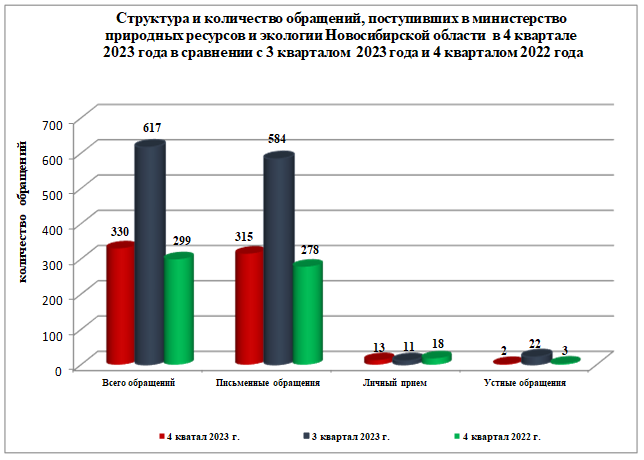 Структура и количество обращений, поступивших в министерство
природных ресурсов и экологии Новосибирской области в 4 квартале
2023 года в сравнении с 3 кварталом 2023 года и 4 кварталом 2022 года
количество обращений
700
600
500
400
300
200
100
0
330
617
299
315
584
278
13
11
18
2
22
3
Всего обращений
Письменные обращения
Личный прием
Устные обращения
4 кватал 2023 г.
3 квартал 2023 г.
4 квартал 2022 г.